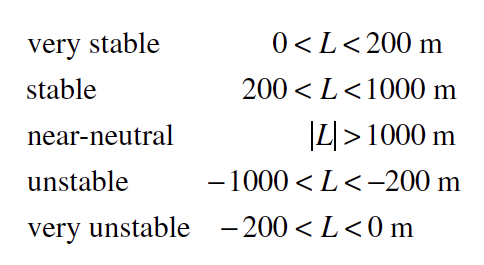 very stable 0 < L < 200 m
stable 200 < L < 1000 m
near-neutral |L| > 1000 m
unstable – 1000 < L < –200 m
very unstable – 200 < L < 0 m